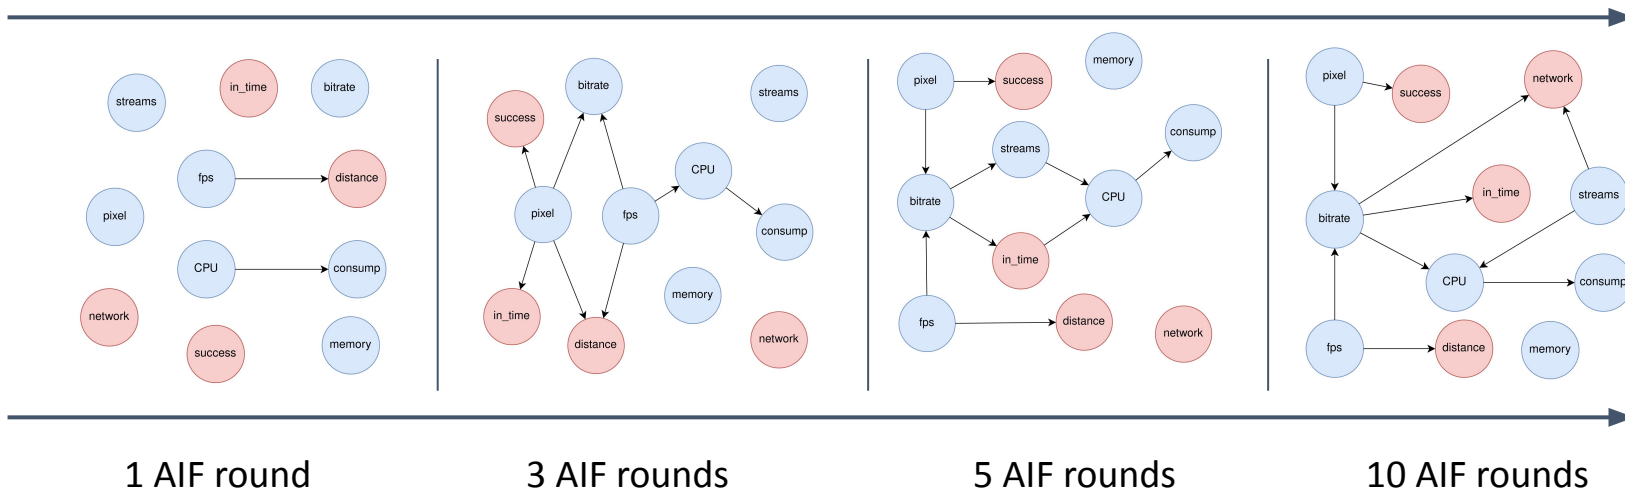 streams
in_time
bitrate
fps
distance
pixel
CPU
consump
network
success
memory
bitrate
streams
success
CPU
pixel
fps
consump
memory
in_time
distance
network
pixel
success
memory
consump
streams
bitrate
CPU
in_time
fps
distance
network
pixel
success
network
in_time
streams
bitrate
CPU
consump
fps
distance
memory
1 AIF round
3 AIF rounds
5 AIF rounds
10 AIF rounds